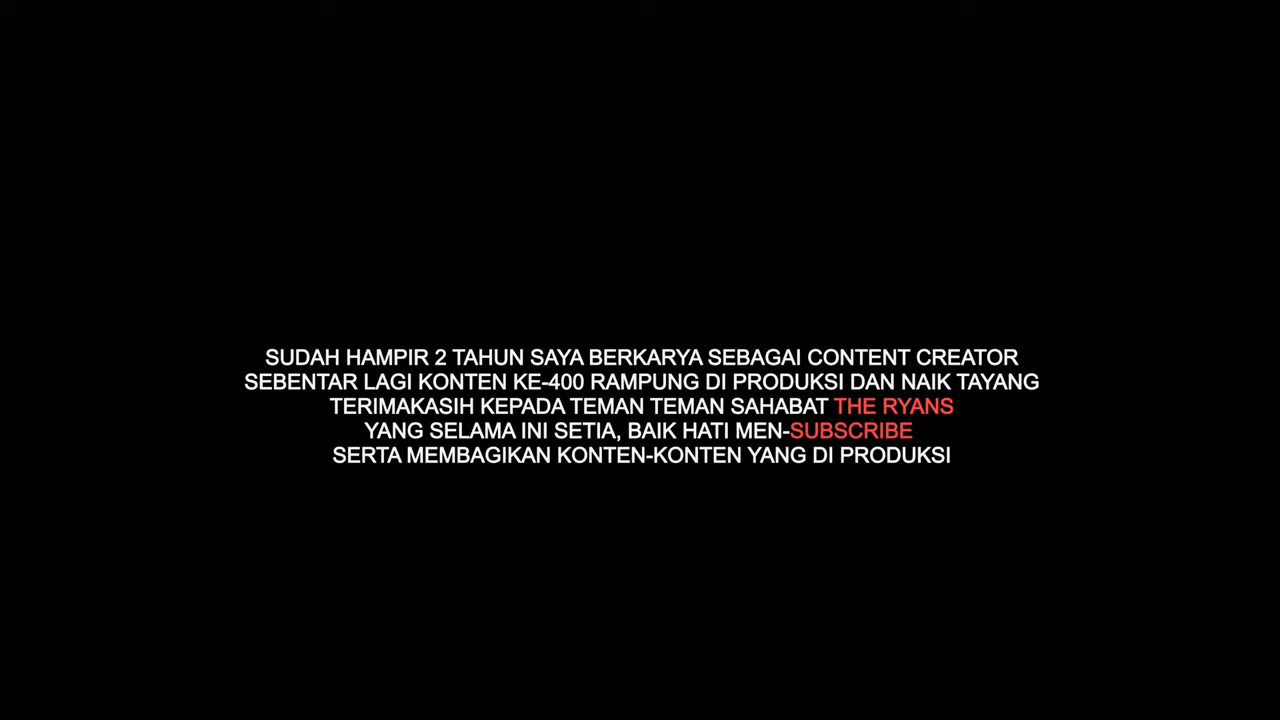 SUDAH HAMPIR 2 TAHUN SAYA BERKARYA SEBAGAI CONTENT CREATOR
SEBENTAR LAGI KONTEN KE-400 RAMPUNG DI PRODUKSI DAN NAIK TAYANG
TERIMAKASIH KEPADA TEMAN TEMAN SAHABAT THE RYANS
YANG SELAMA INI SETIA, BAIK HATI MEN-SUBSCRIBE
SERTA MEMBAGIKAN KONTEN-KONTEN YANG DI PRODUKSI